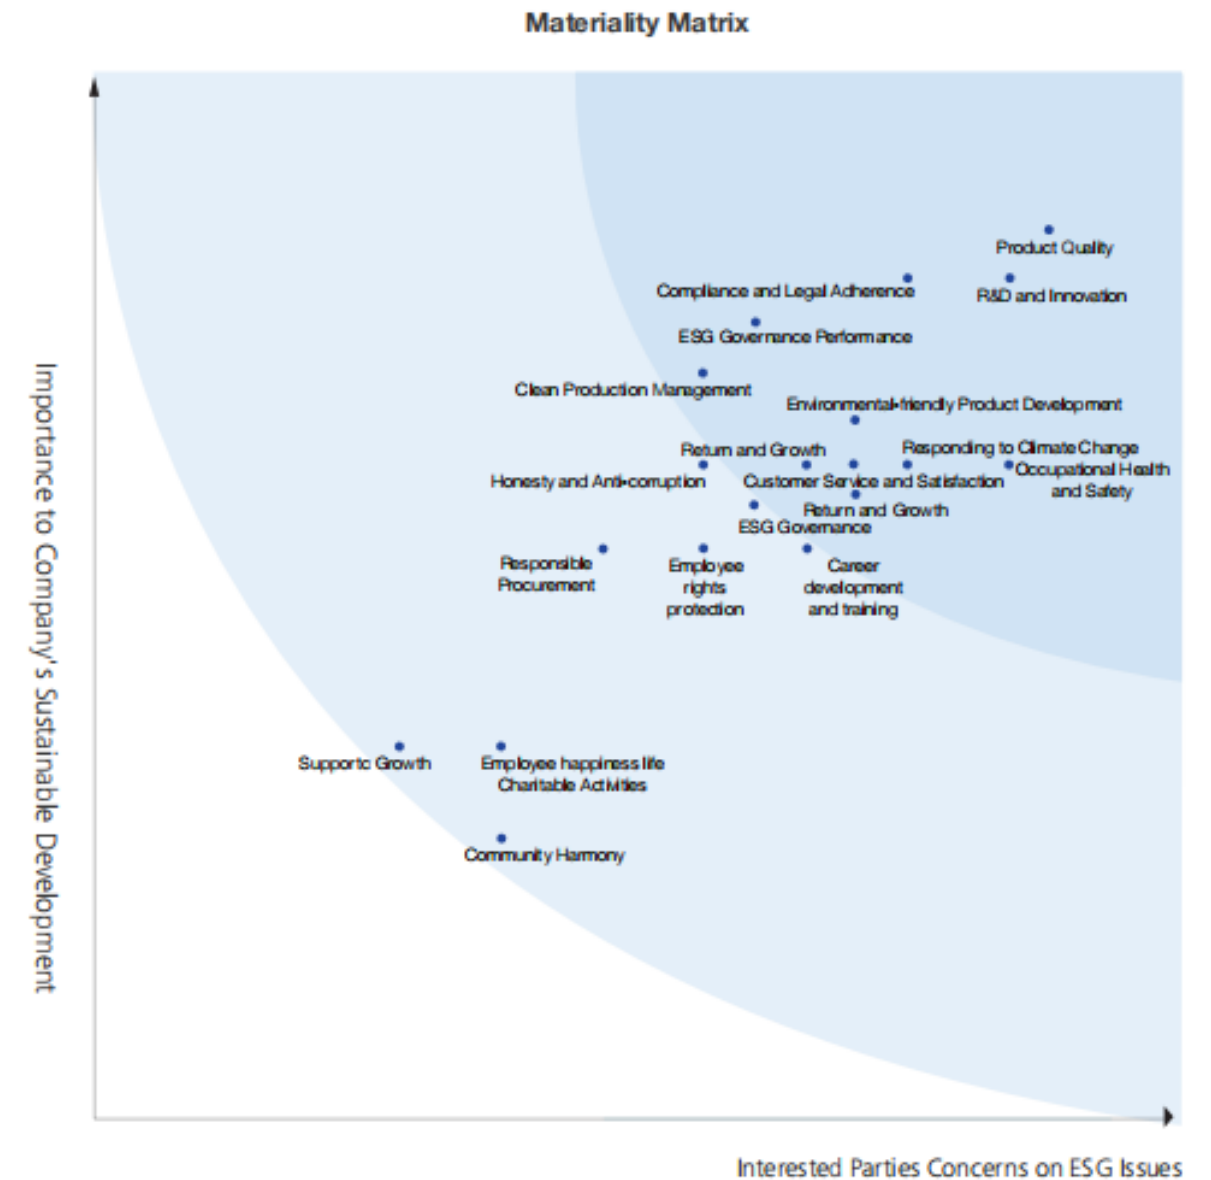 Materiality Matrix
Product Quality
Compliance and Legal Adherence
R&D and Innovation
ESG Governance Performance
Clean Production Management
Environmental-friendly Product Development
Return and Growth
Responding to Climate Change
Honesty and Anti-corruption
Customer Service and Satisfaction
Occupational Health
and Safety
Return and Growth
ESG Governance
Responsible
Procurement
Employee
rights
protection
Career
development
and training
Supportc Growth
Employee happiness life
Charitable Activities
Community Harmony
Importance to Company's Sustainable Development
Interested Parties Concerns on ESG Issues